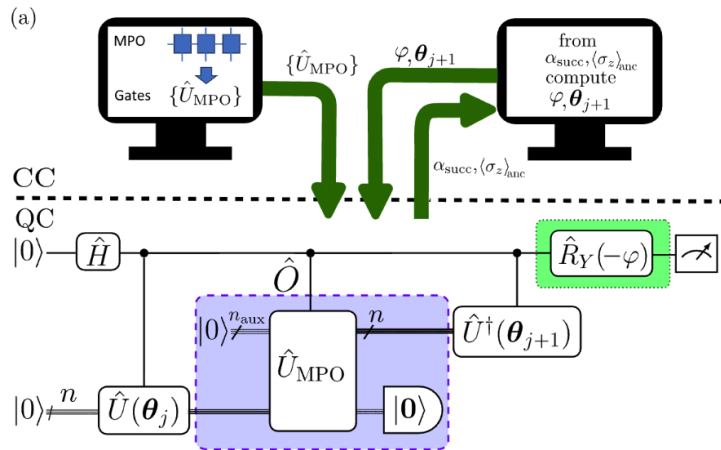 (a)
MPO
Gates {Û_MPO}
{Û_MPO}
φ,θ_{j+1}
from
α_succ,⟨σ_z⟩_anc
compute
φ,θ_{j+1}
α_succ,⟨σ_z⟩_anc
CC
QC
|0⟩ Ĥ R̂_Y(−φ)
Ô
|0⟩ n_aux Û_MPO n Û†(θ_{j+1})
|0⟩ n Û(θ_j) |0⟩